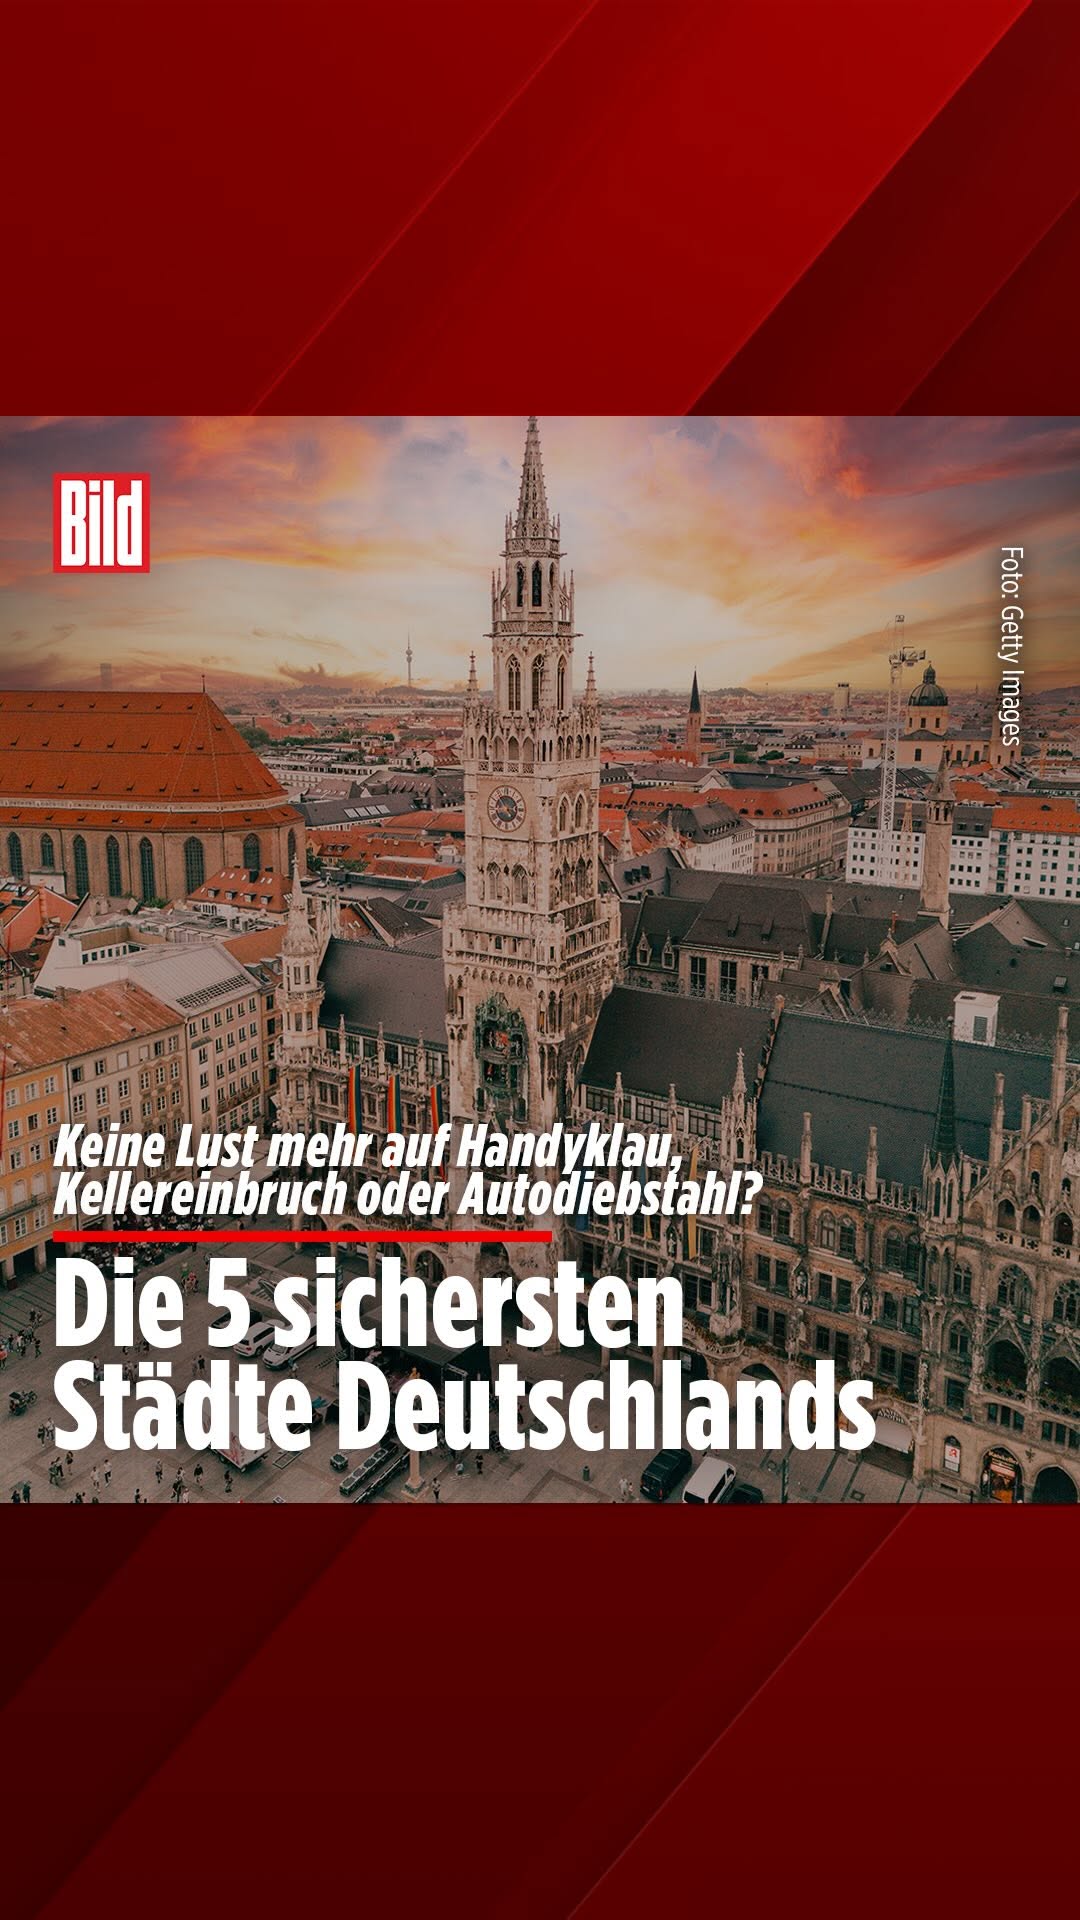 Bild
Foto: Getty Images
Keine Lust mehr auf Handyklau,
Kellereinbruch oder Autodiebstahl?
Die 5 sichersten
Städte Deutschlands